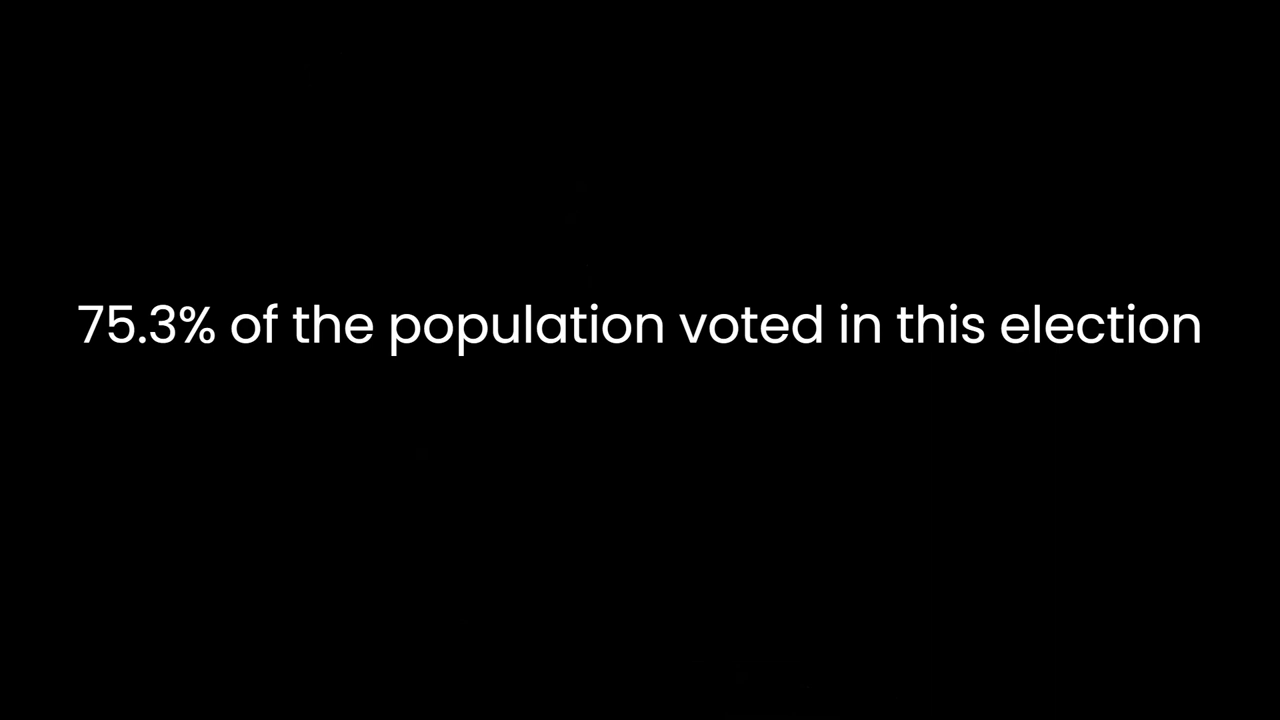 75.3% of the population voted in this election